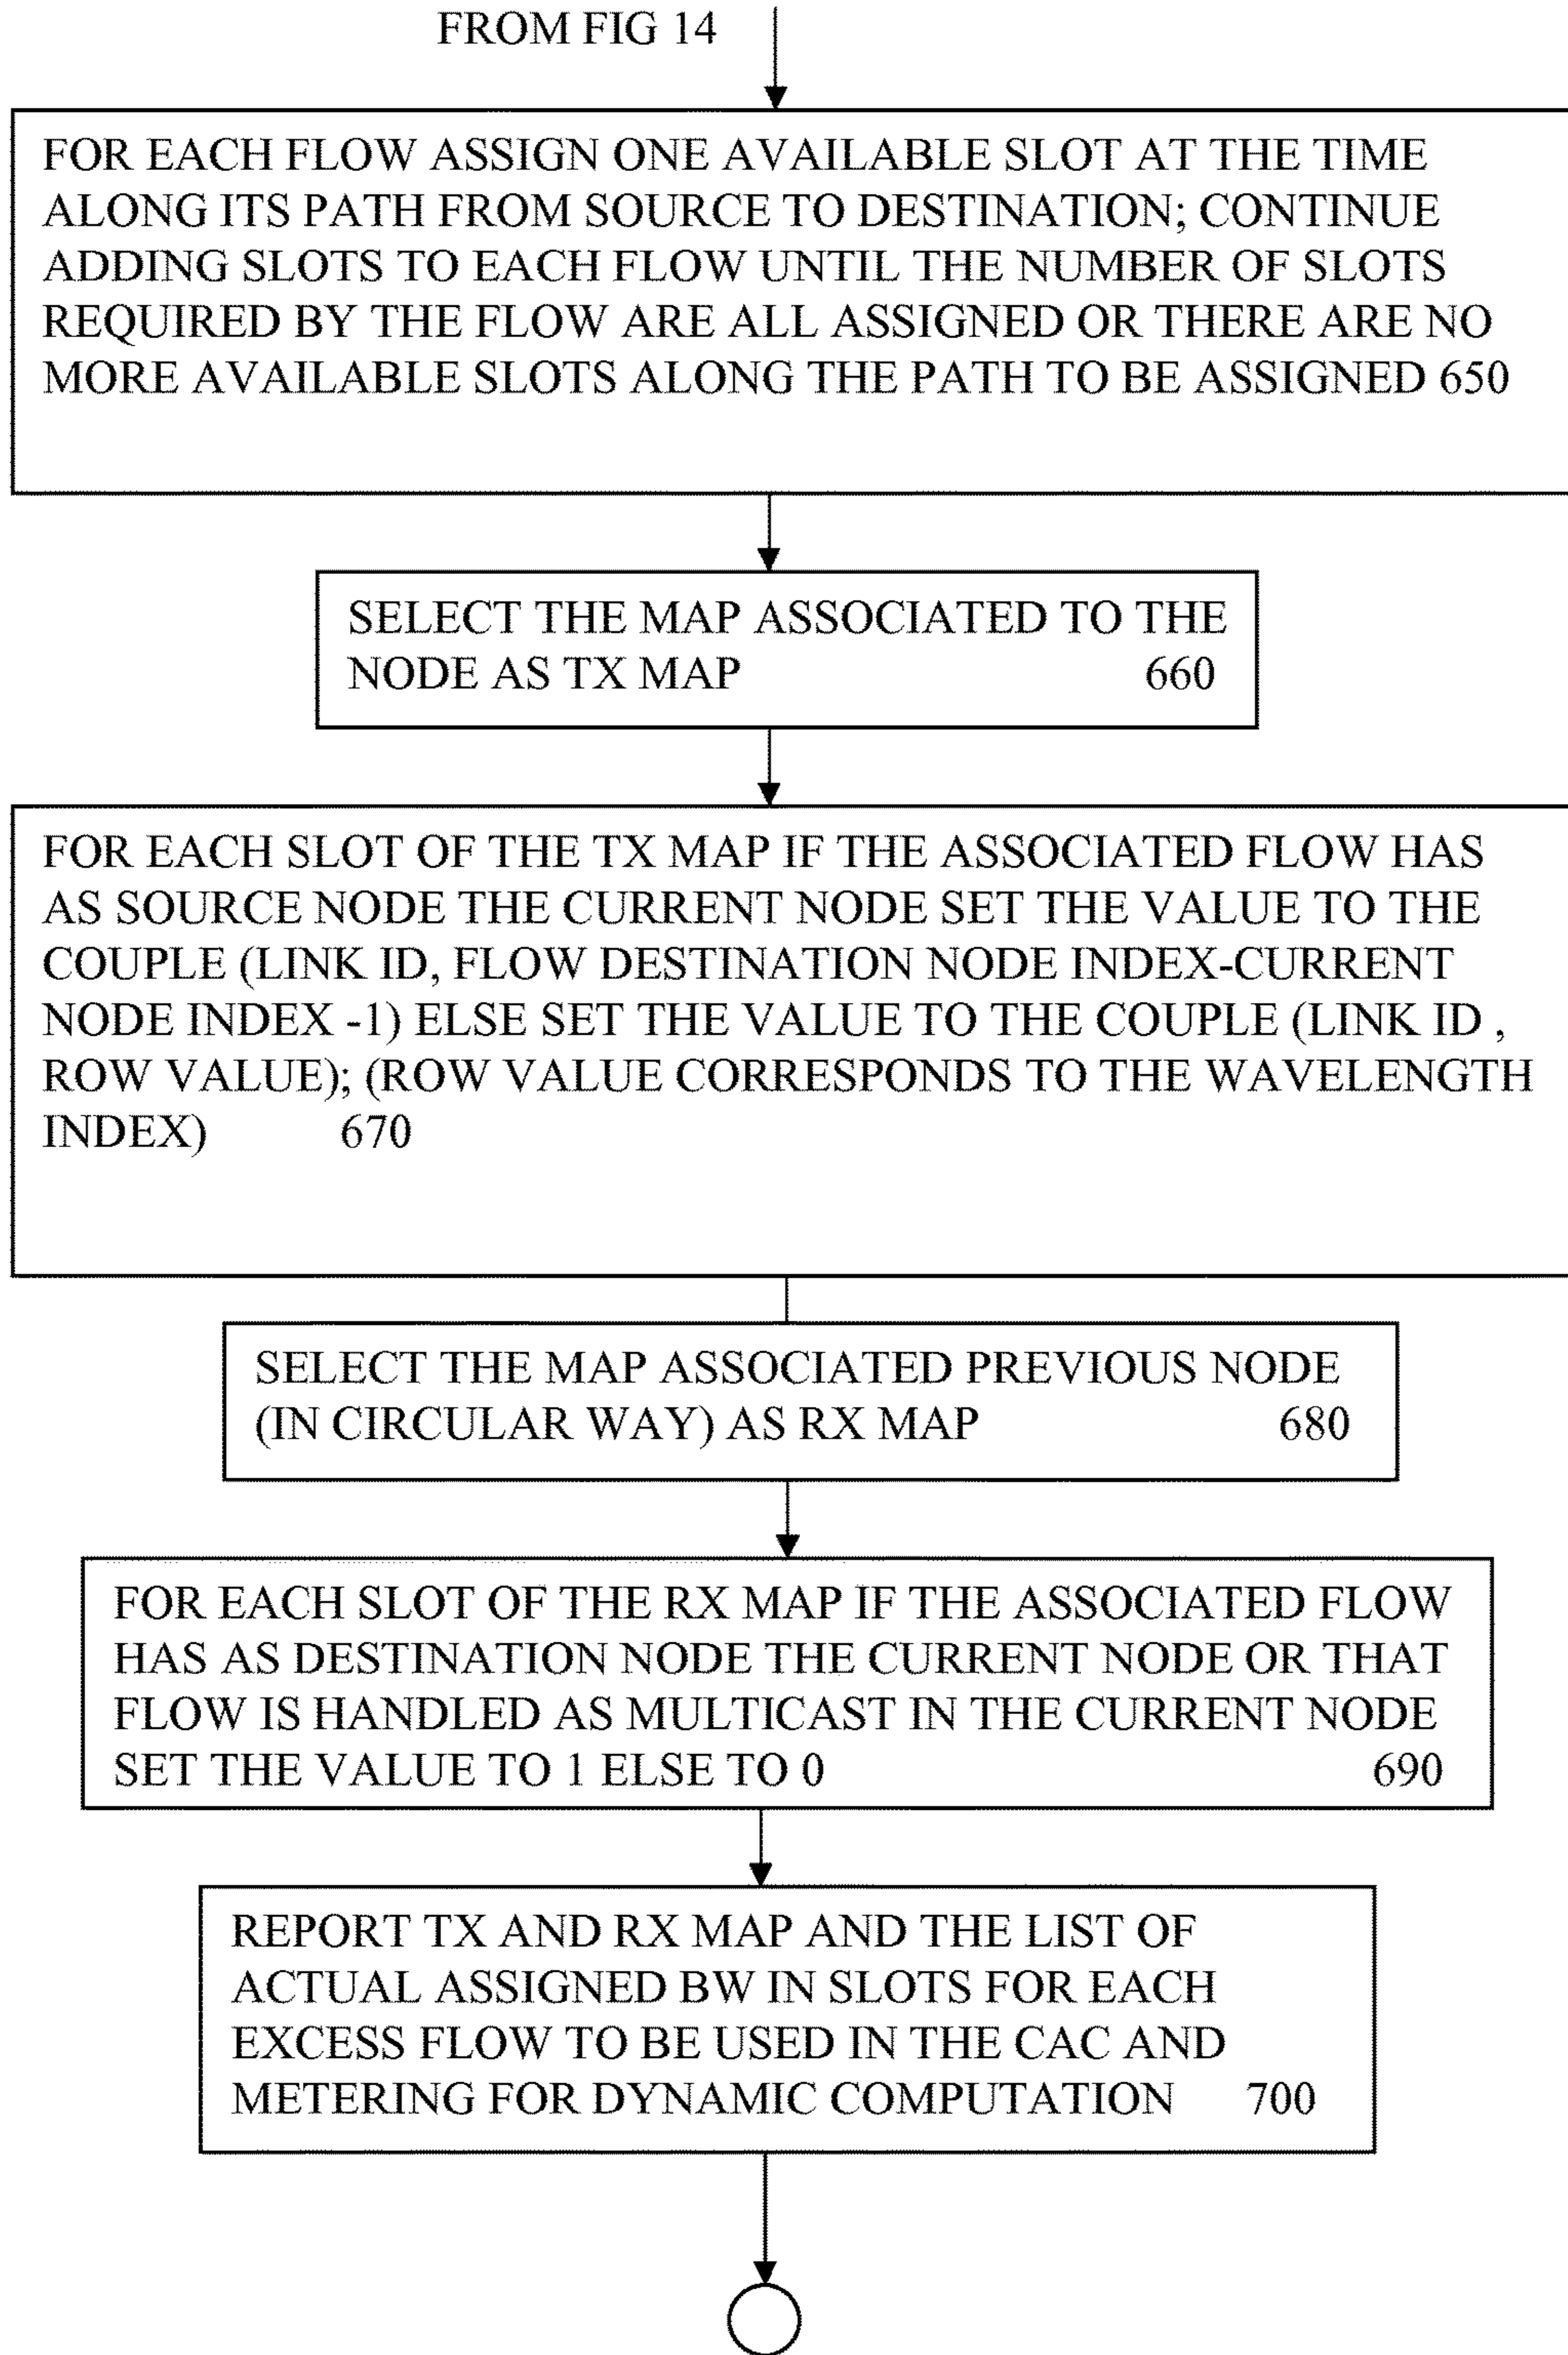 FROM FIG 14
FOR EACH FLOW ASSIGN ONE AVAILABLE SLOT AT THE TIME
ALONG ITS PATH FROM SOURCE TO DESTINATION; CONTINUE
ADDING SLOTS TO EACH FLOW UNTIL THE NUMBER OF SLOTS
REQUIRED BY THE FLOW ARE ALL ASSIGNED OR THERE ARE NO
MORE AVAILABLE SLOTS ALONG THE PATH TO BE ASSIGNED 650
SELECT THE MAP ASSOCIATED TO THE
NODE AS TX MAP 660
FOR EACH SLOT OF THE TX MAP IF THE ASSOCIATED FLOW HAS
AS SOURCE NODE THE CURRENT NODE SET THE VALUE TO THE
COUPLE (LINK ID, FLOW DESTINATION NODE INDEX-CURRENT
NODE INDEX -1) ELSE SET THE VALUE TO THE COUPLE (LINK ID ,
ROW VALUE); (ROW VALUE CORRESPONDS TO THE WAVELENGTH
INDEX) 670
SELECT THE MAP ASSOCIATED PREVIOUS NODE
(IN CIRCULAR WAY) AS RX MAP 680
FOR EACH SLOT OF THE RX MAP IF THE ASSOCIATED FLOW
HAS AS DESTINATION NODE THE CURRENT NODE OR THAT
FLOW IS HANDLED AS MULTICAST IN THE CURRENT NODE
SET THE VALUE TO 1 ELSE TO 0 690
REPORT TX AND RX MAP AND THE LIST OF
ACTUAL ASSIGNED BW IN SLOTS FOR EACH
EXCESS FLOW TO BE USED IN THE CAC AND
METERING FOR DYNAMIC COMPUTATION 700